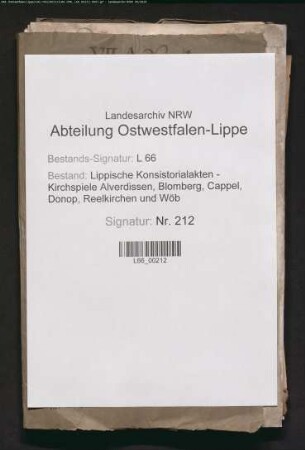 Landesarchiv NRW
Abteilung Ostwestfalen-Lippe
Bestands-Signatur: L 66
Bestand: Lippische Konsistorialakten -
Kirchspiele Alverdissen, Blomberg, Cappel,
Donop, Reelkirchen und Wöb
Signatur: Nr. 212
L66_00212